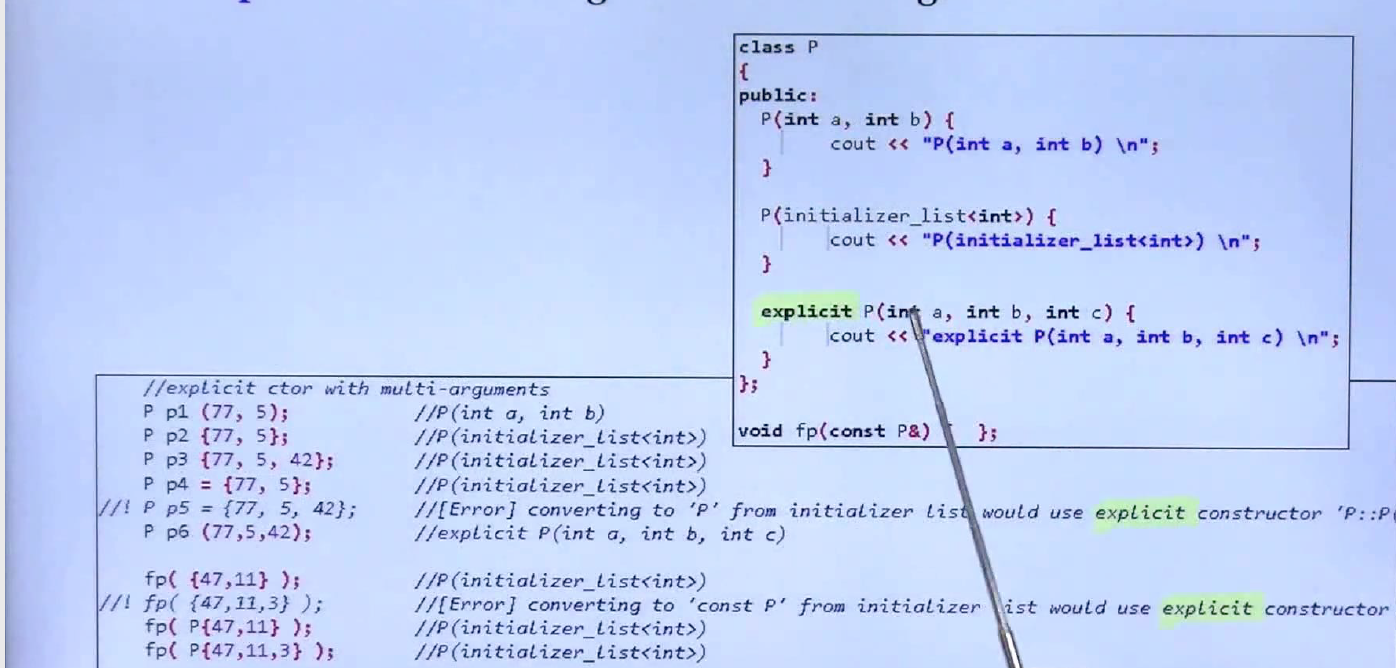 class P
{
public:
P(int a, int b) {
cout << "P(int a, int b) \n";
}
P(initializer_list<int>) {
cout << "P(initializer_list<int>) \n";
}
explicit P(int a, int b, int c) {
cout << "explicit P(int a, int b, int c) \n";
}
};
void fp(const P&) };
//explicit ctor with multi-arguments
P p1 (77, 5); //P(int a, int b)
P p2 {77, 5}; //P(initializer_list<int>)
P p3 {77, 5, 42}; //P(initializer_list<int>)
P p4 = {77, 5}; //P(initializer_list<int>)
//! P p5 = {77, 5, 42}; //[Error] converting to 'P' from initializer list would use explicit constructor 'P::P(
P p6 (77,5,42); //explicit P(int a, int b, int c)
fp( {47,11} ); //P(initializer_list<int>)
//! fp( {47,11,3} ); //[Error] converting to 'const P' from initializer list would use explicit constructor
fp( P{47,11} ); //P(initializer_list<int>)
fp( P{47,11,3} ); //P(initializer_list<int>)